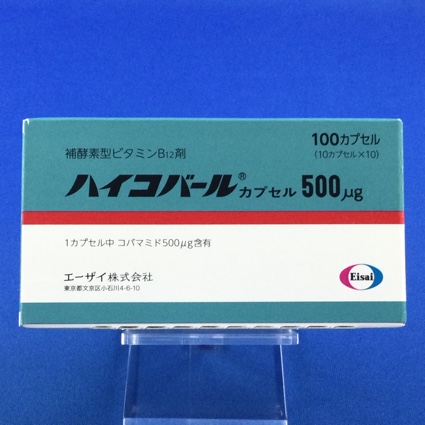 100カプセル
(10カプセル×10)
補酵素型ビタミンB12剤
ハイコバール® カプセル 500μg
1カプセル中 コバマミド500μg含有
エーザイ株式会社
東京都文京区小石川4-6-10
Eisai